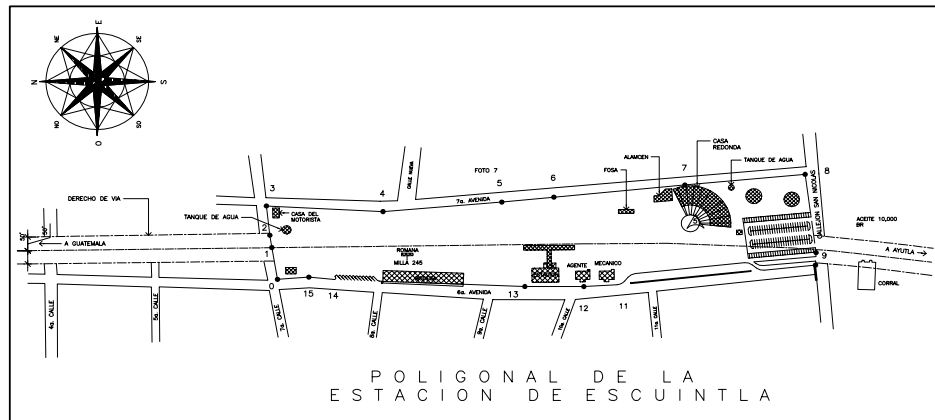 E
NE
SE
N
S
NO
SO
O
DERECHO DE VIA
50'
50'
A GUATEMALA
4a. CALLE
5a. CALLE
7a. CALLE
TANQUE DE AGUA
CASA DEL
MOTORISTA
3
2
1
0
15
14
4
CALLE NUEVA
FOTO 7
5
6
7a. AVENIDA
FOSA
ALAMCEN
7
CASA
REDONDA
TANQUE DE AGUA
8
CALLEJON SAN NICOLAS
ACEITE 10,000
BR
A AYUTLA
9
CORRAL
ROMANA
MILLA 245
8a. CALLE
6a. AVENIDA
9a. CALLE
13
AGENTE
MECANICO
10a CALLE
12
11
11a CALLE
POLIGONAL DE LA
ESTACION DE ESCUINTLA